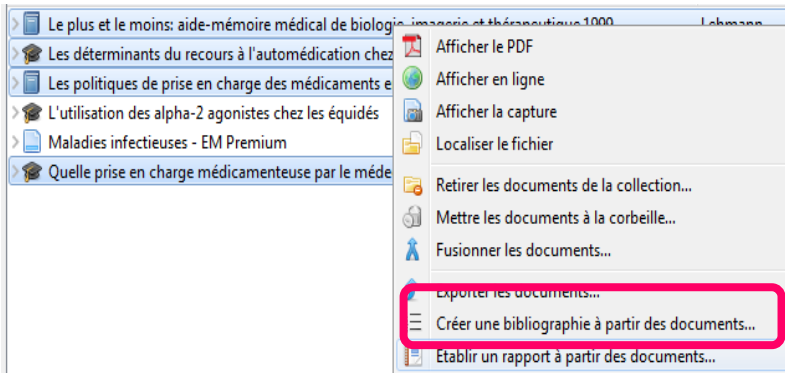 Le plus et le moins: aide-mémoire médical de biologie, imagerie et thérapeutique 1999 Lehmann
Les déterminants du recours à l'automédication chez
Les politiques de prise en charge des médicaments e
L'utilisation des alpha-2 agonistes chez les équidés
Maladies infectieuses - EM Premium
Quelle prise en charge médicamenteuse par le méde
Afficher le PDF
Afficher en ligne
Afficher la capture
Localiser le fichier
Retirer les documents de la collection...
Mettre les documents à la corbeille...
Fusionner les documents...
Exporter les documents...
Créer une bibliographie à partir des documents...
Etablir un rapport à partir des documents...